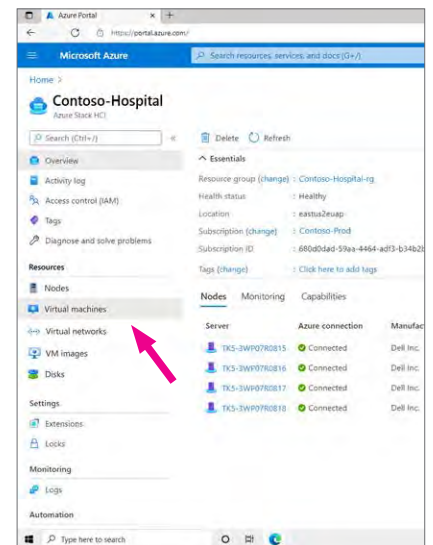 Azure Portal
https://portal.azure.com/
Microsoft Azure
Search resources, services, and docs (G+/)
Home >
Contoso-Hospital
Azure Stack HCI
Search (Ctrl+/)
Delete
Refresh
Overview
Activity log
Access control (IAM)
Tags
Diagnose and solve problems
Resources
Nodes
Virtual machines
Virtual networks
VM images
Disks
Settings
Extensions
Locks
Monitoring
Logs
Automation
Essentials
Resource group (change) : Contoso-Hospital-rg
Health status : Healthy
Location : eastus2euap
Subscription (change) : Contoso-Prod
Subscription ID : 680d0dad-59aa-4464-adf3-b34b2b
Tags (change) : Click here to add tags
Nodes Monitoring Capabilities
Server Azure connection Manufac
TK5-3WP07R0815 Connected Dell Inc.
TK5-3WP07R0816 Connected Dell Inc.
TK5-3WP07R0817 Connected Dell Inc.
TK5-3WP07R0818 Connected Dell Inc.
Type here to search